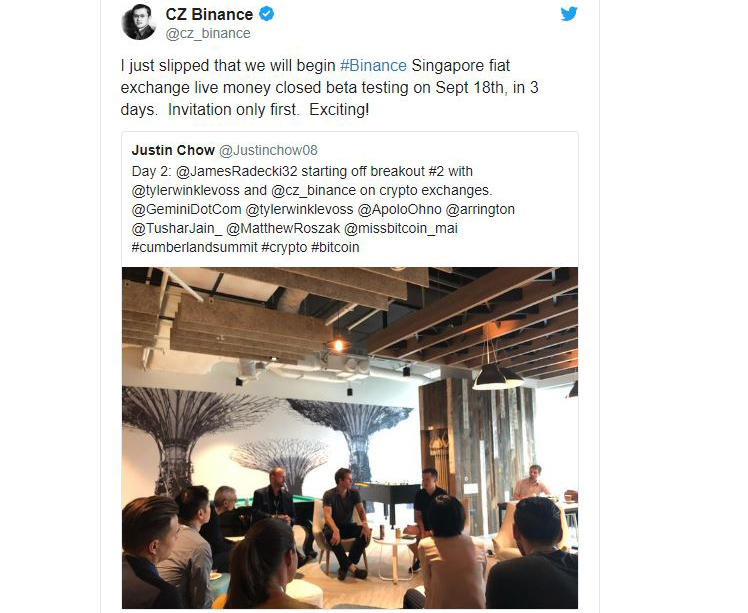 CZ Binance
@cz_binance
I just slipped that we will begin #Binance Singapore fiat
exchange live money closed beta testing on Sept 18th, in 3
days.  Invitation only first.  Exciting!
Justin Chow @Justinchow08
Day 2: @JamesRadecki32 starting off breakout #2 with
@tylerwinklevoss and @cz_binance on crypto exchanges.
@GeminiDotCom @tylerwinklevoss @ApoloOhno @arrington
@TusharJain_ @MatthewRoszak @missbitcoin_mai
#cumberlandsummit #crypto #bitcoin